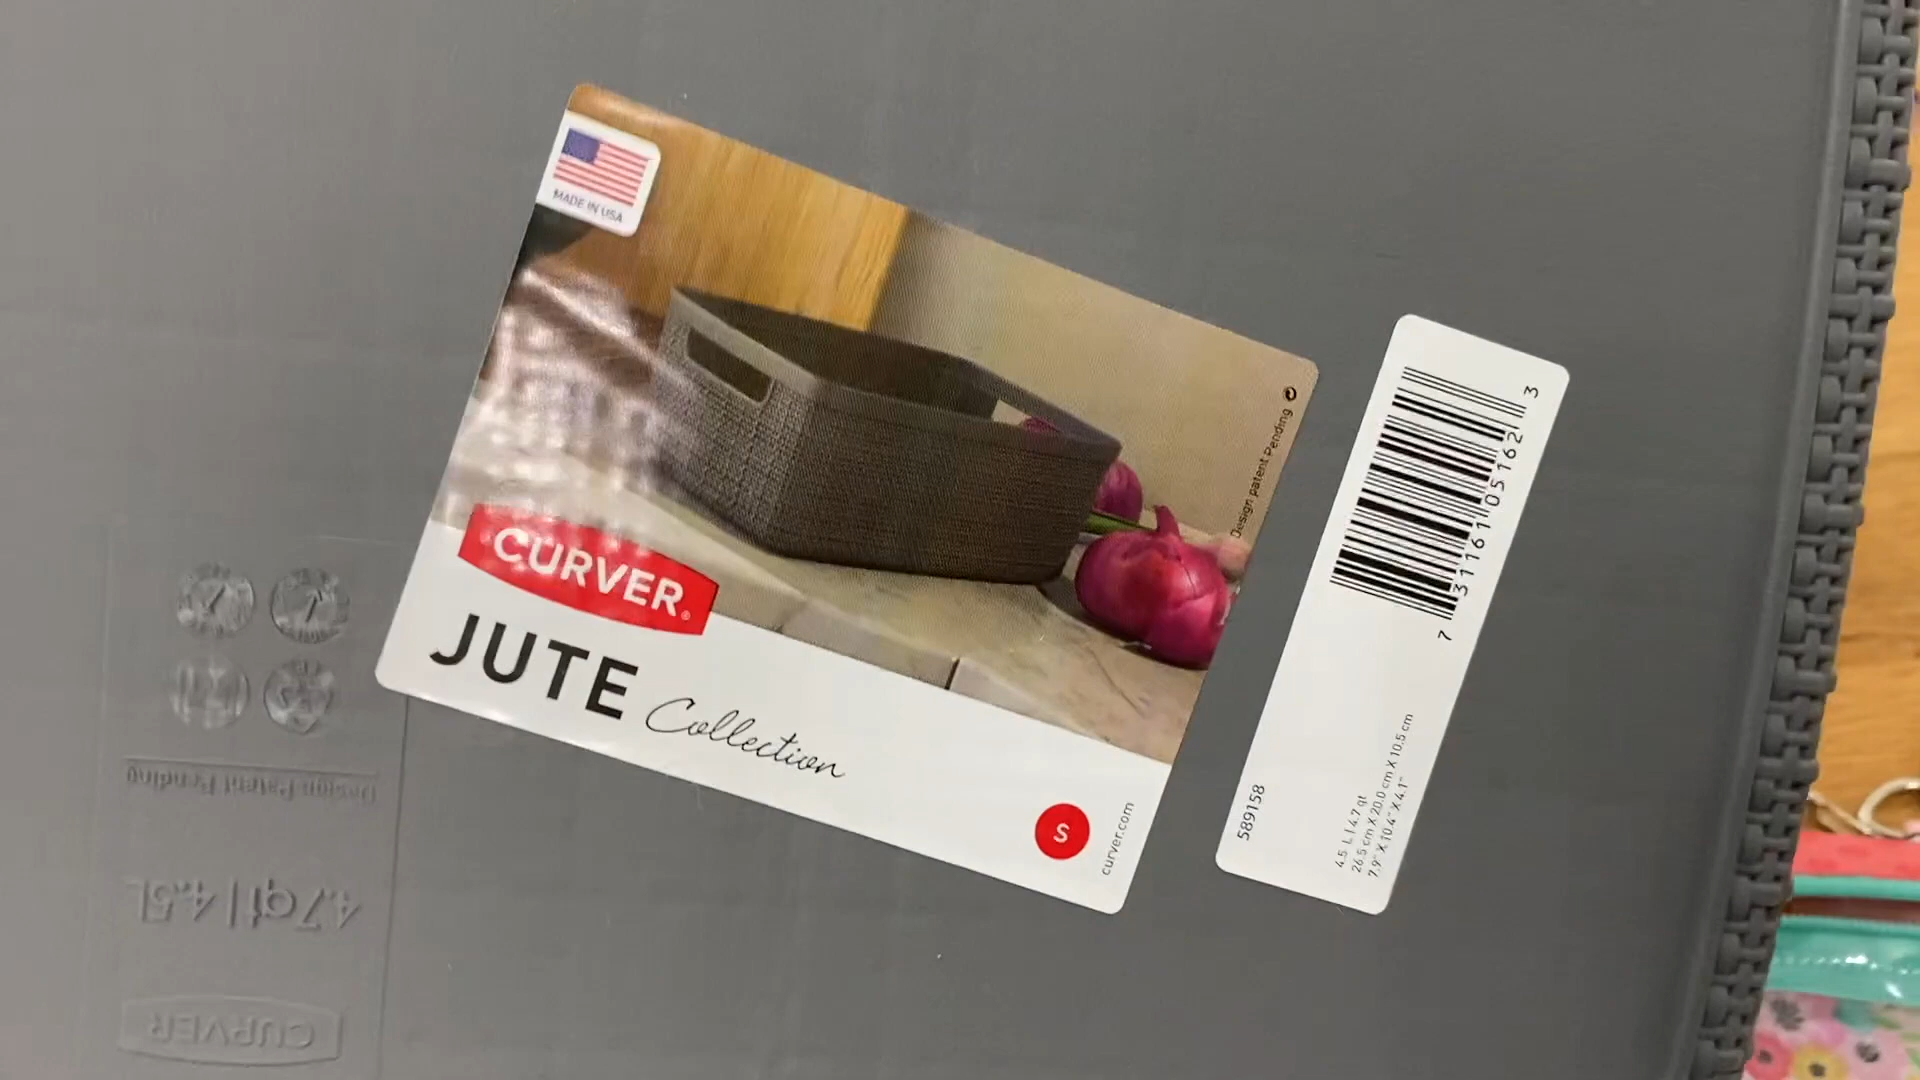 MADE IN USA
Design patent Pending
CURVER®
JUTE Collection
S
curver.com
7 31161 05162 3
589158
4.5 L | 4.7 qt
26.5 cm X 20.0 cm X 10.5 cm
7.9" X 10.4" X 4.1"
Design Patent Pending
4.7qt | 4.5L
CURVER